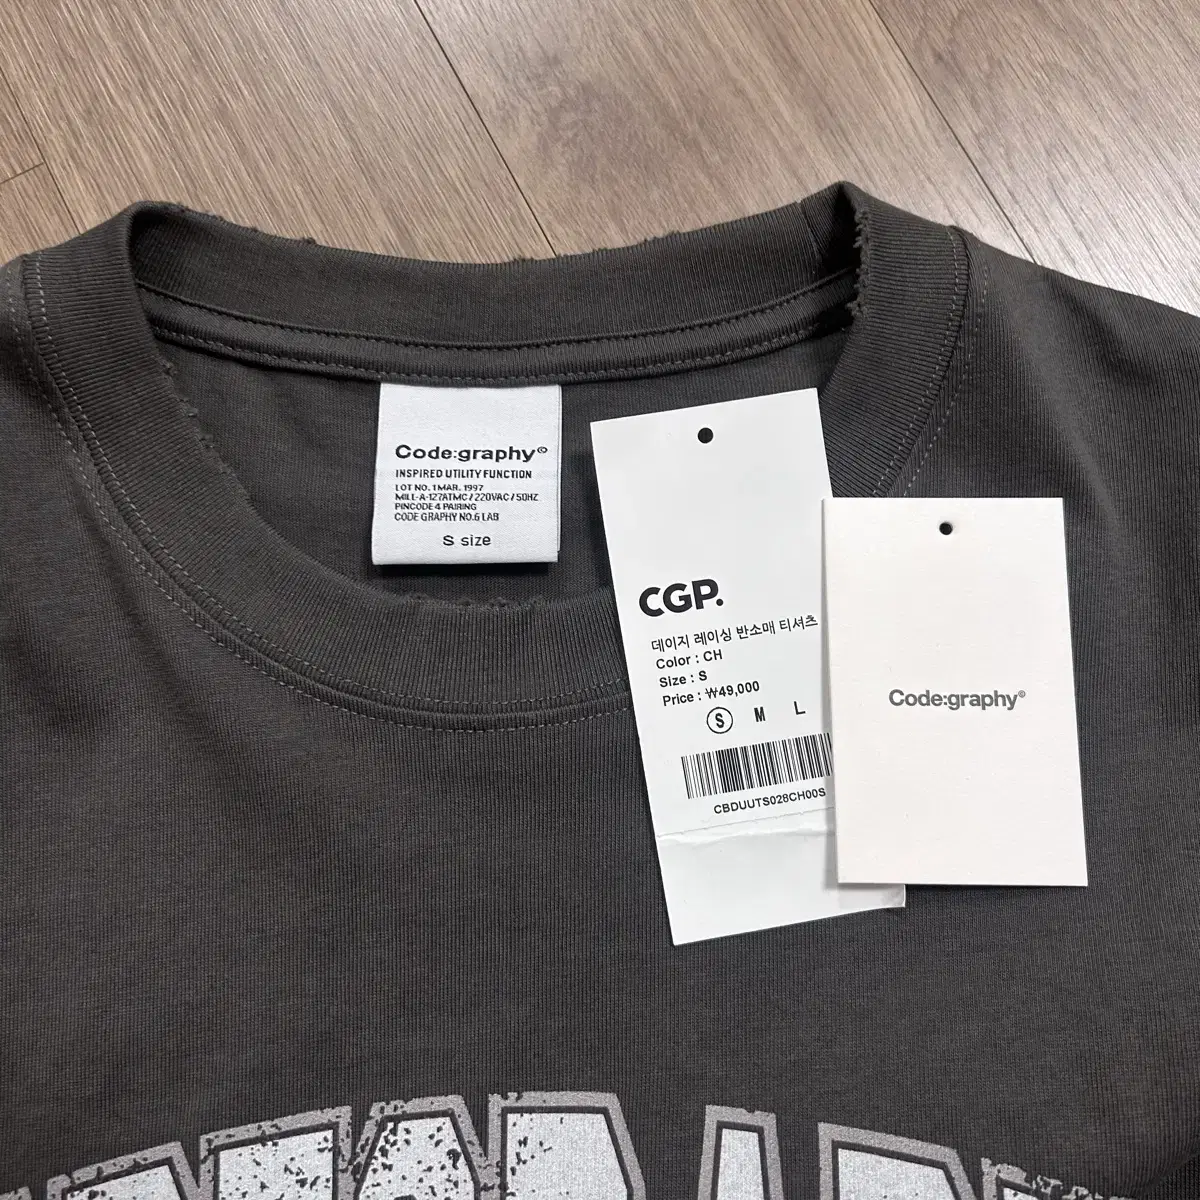 Code:graphy©
INSPIRED UTILITY FUNCTION
LOT NO. 1 MAR. 1997
MILL-A-127ATMC / 220VAC / 50HZ
PINCODE 4 PAIRING
CODE GRAPHY NO.6 LAB
S size
CGP.
데이지 레이싱 반소매 티셔츠
Color : CH
Size : S
Price : ₩49,000
S M L
CBDUUTS028CH00S
Code:graphy®